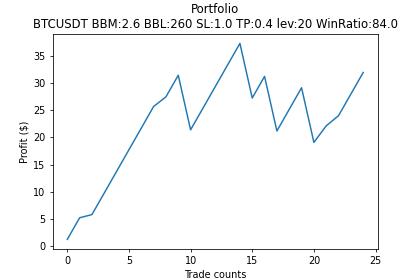 Portfolio
BTCUSDT BBM:2.6 BBL:260 SL:1.0 TP:0.4 lev:20 WinRatio:84.0
35
30
25
20
15
10
5
0
Profit ($)
0 5 10 15 20 25
Trade counts